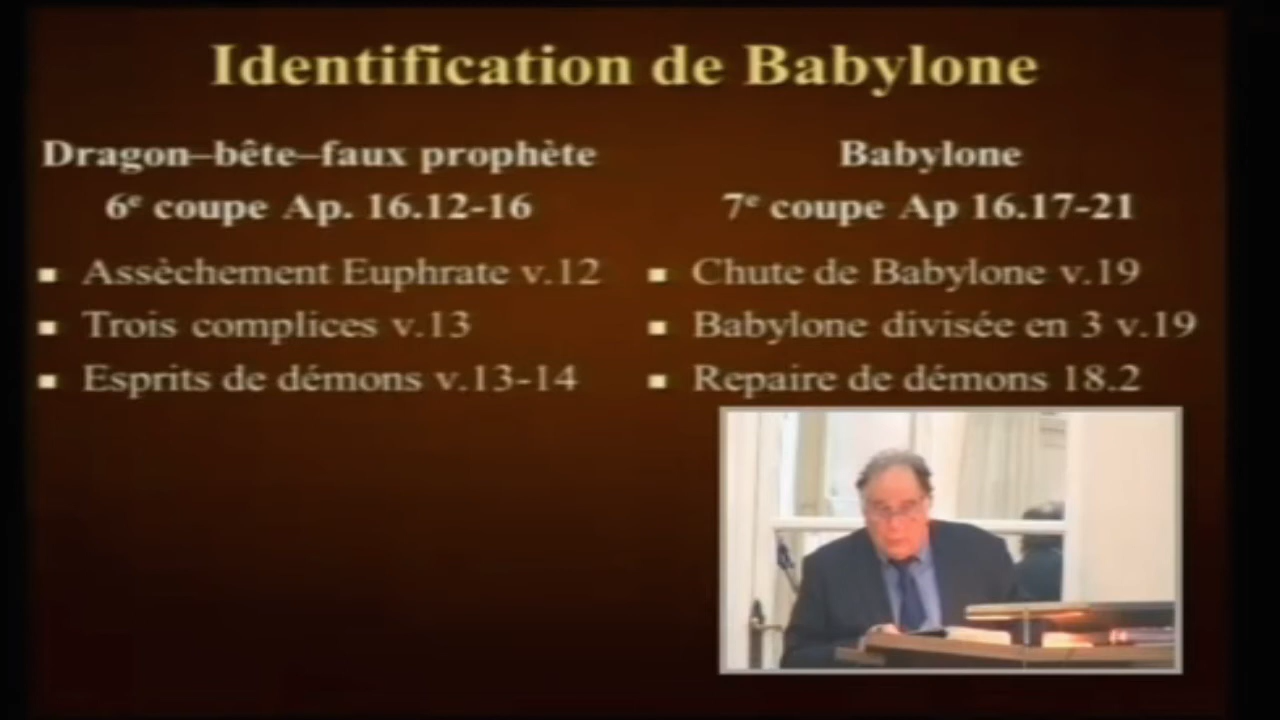 Identification de Babylone
Dragon–bête–faux prophète
6e coupe Ap. 16.12-16
Assèchement Euphrate v.12
Trois complices v.13
Esprits de démons v.13-14
Babylone
7e coupe Ap 16.17-21
Chute de Babylone v.19
Babylone divisée en 3 v.19
Repaire de démons 18.2